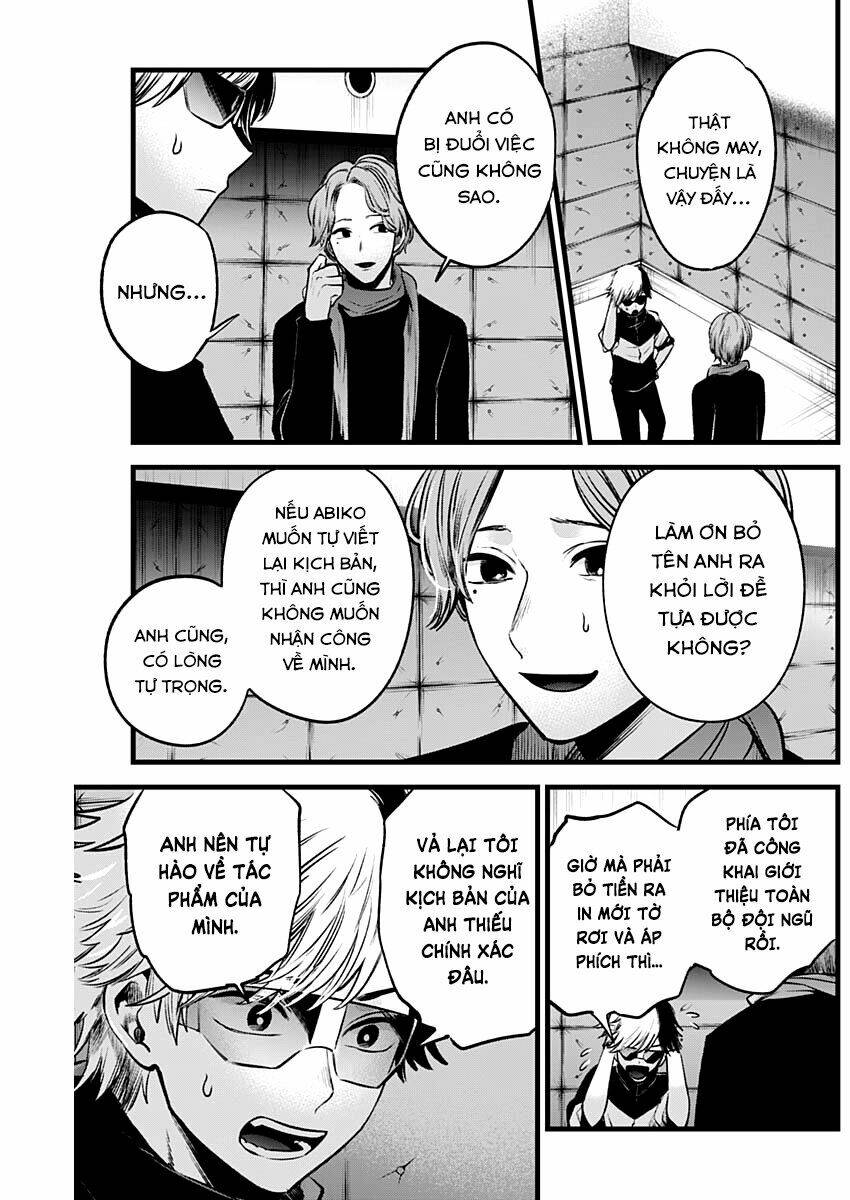 THẬT
KHÔNG MAY,
CHUYỆN LÀ
VẬY ĐẤY...
ANH CÓ
BỊ ĐUỔI VIỆC
CŨNG KHÔNG
SAO.
NHƯNG...
LÀM ƠN BỎ
TÊN ANH RA
KHỎI LỜI ĐỀ
TỰA ĐƯỢC
KHÔNG?
NẾU ABIKO
MUỐN TỰ VIẾT
LẠI KỊCH BẢN,
THÌ ANH CŨNG
KHÔNG MUỐN
NHẬN CÔNG
VỀ MÌNH.
ANH CŨNG,
CÓ LÒNG
TỰ TRỌNG.
PHÍA TÔI
ĐÃ CÔNG
KHAI GIỚI
THIỆU TOÀN
BỘ ĐỘI NGŨ
RỒI.
GIỜ MÀ PHẢI
BỎ TIỀN RA
IN MỚI TỜ
RƠI VÀ ÁP
PHÍCH THÌ...
VẢ LẠI TÔI
KHÔNG NGHĨ
KỊCH BẢN CỦA
ANH THIẾU
CHÍNH XÁC
ĐÂU.
ANH NÊN TỰ
HÀO VỀ TÁC
PHẨM CỦA
MÌNH.